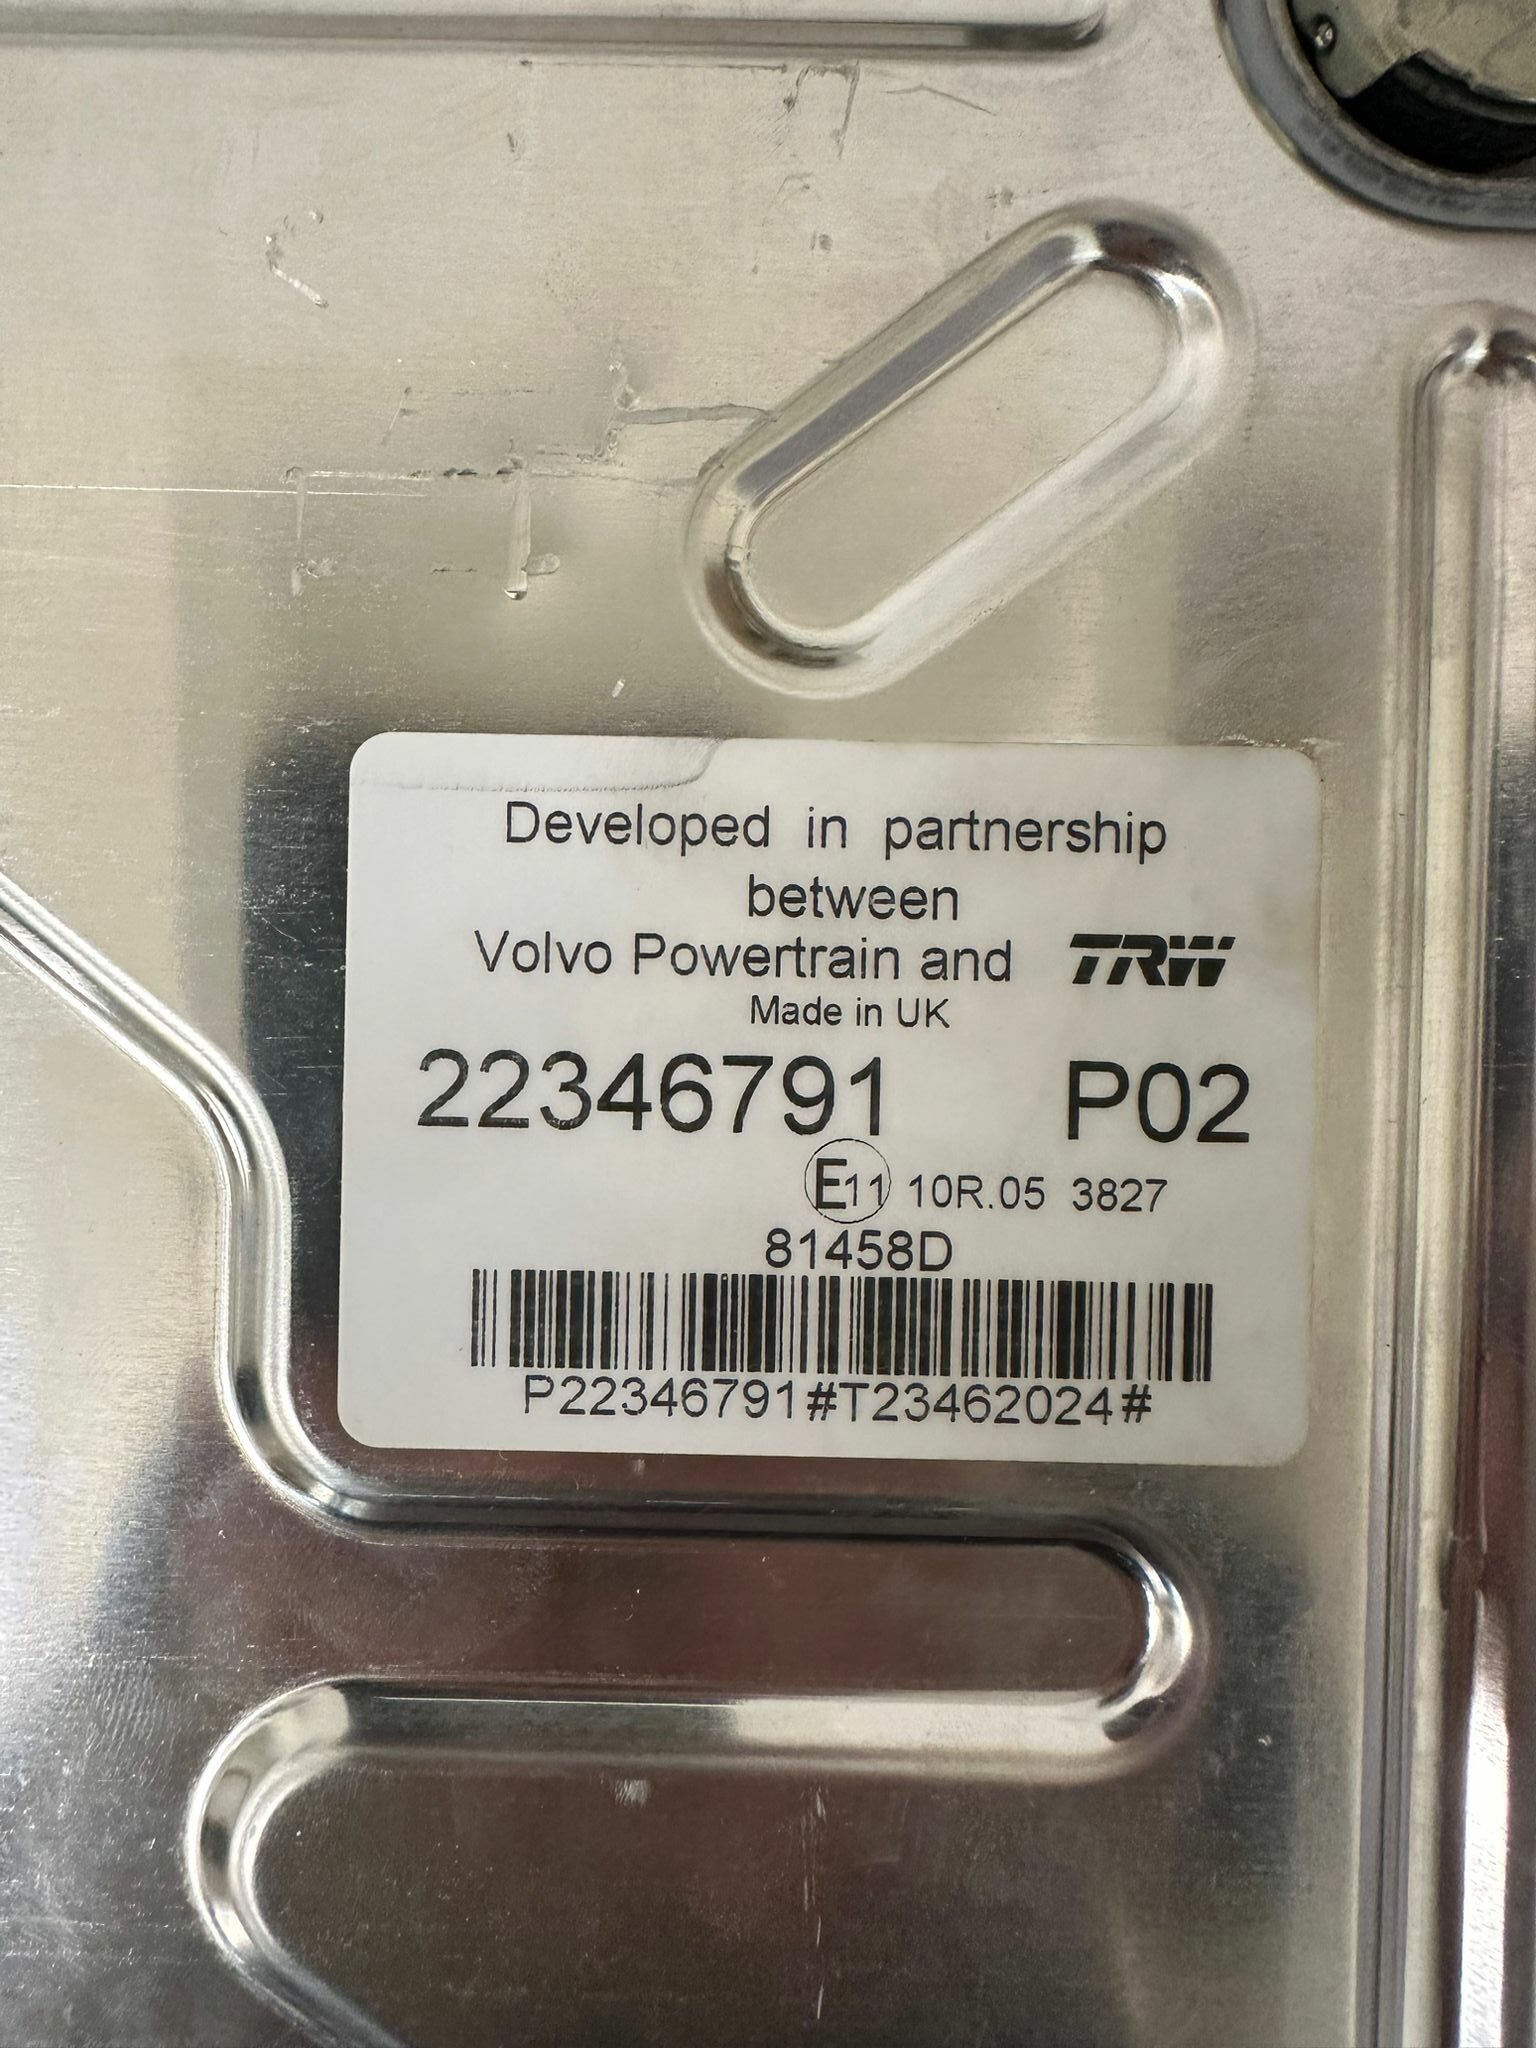 Developed in partnership
between
Volvo Powertrain and TRW
Made in UK
22346791 P02
E11 10R.05 3827
81458D
P22346791#T23462024#